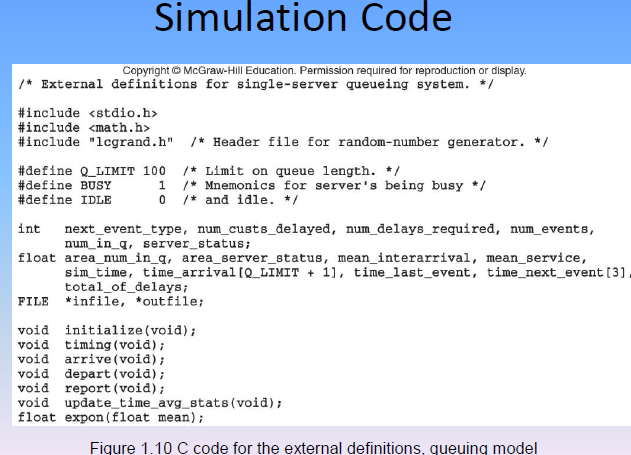 Simulation Code
Copyright © McGraw-Hill Education. Permission required for reproduction or display.
/* External definitions for single-server queueing system. */
#include <stdio.h>
#include <math.h>
#include "lcgrand.h" /* Header file for random-number generator. */
#define Q_LIMIT 100 /* Limit on queue length. */
#define BUSY 1 /* Mnemonics for server's being busy */
#define IDLE 0 /* and idle. */
int next_event_type, num_custs_delayed, num_delays_required, num_events,
num_in_q, server_status;
float area_num_in_q, area_server_status, mean_interarrival, mean_service,
sim_time, time_arrival[Q_LIMIT + 1], time_last_event, time_next_event[3],
total_of_delays;
FILE *infile, *outfile;
void initialize(void);
void timing(void);
void arrive(void);
void depart(void);
void report(void);
void update_time_avg_stats(void);
float expon(float mean);
Figure 1.10 C code for the external definitions, queuing model